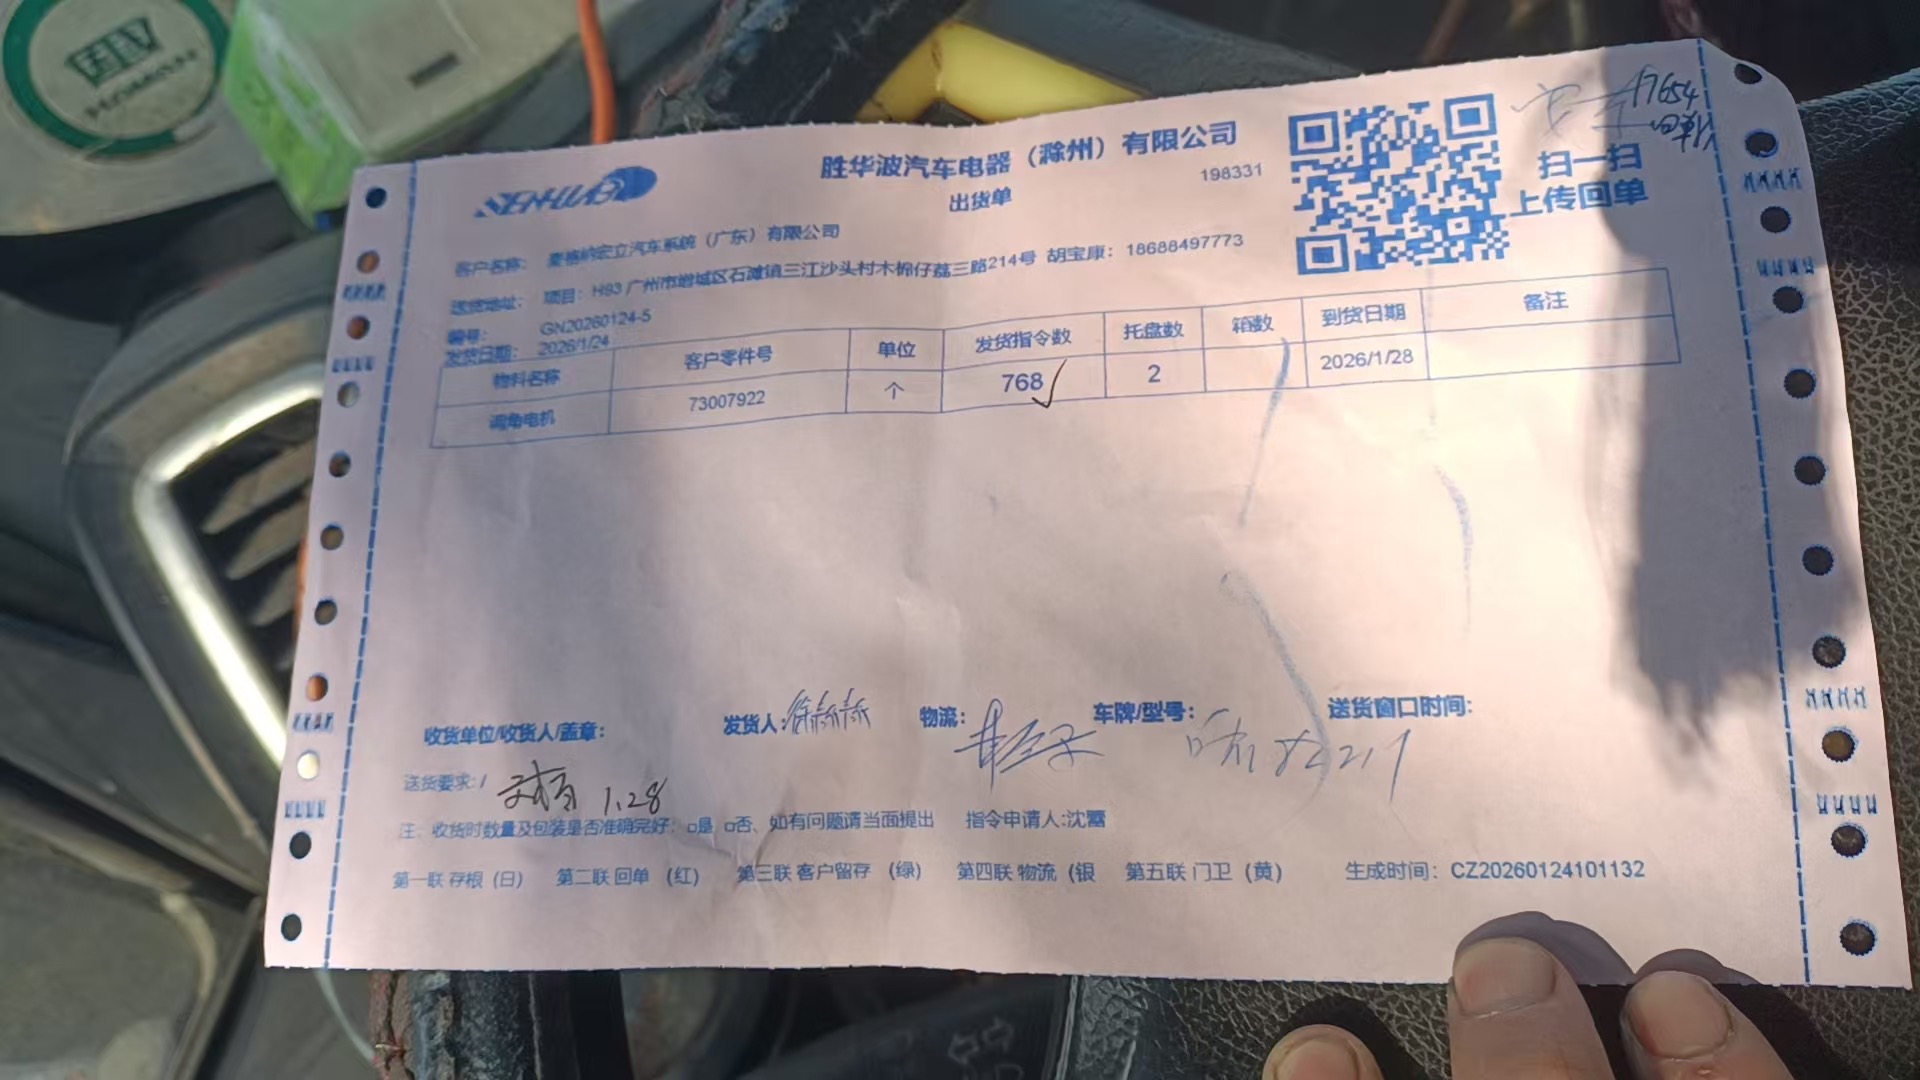 胜华波汽车电器（滁州）有限公司
198331
出货单
17654
回单
扫一扫
上传回单
客户名称： 麦格纳宏立汽车系统（广东）有限公司
送货地址： 项目：H93 广州市增城区石滩镇三江沙头村木棉仔荔三路214号 胡宝康：18688497773
编号： GN20260124-5
发货日期： 2026/1/24
物料名称 客户零件号 单位 发货指令数 托盘数 箱数 到货日期 备注
调角电机 73007922 个 768 2 2026/1/28
收货单位/收货人/盖章： 发货人： 物流： 车牌/型号： 送货窗口时间：
送货要求：/
1.28
注：收货时数量及包装是否准确完好：□是 □否、如有问题请当面提出 指令申请人:沈露
第一联 存根（白） 第二联 回单 （红） 第三联 客户留存 （绿） 第四联 物流（银 第五联 门卫（黄） 生成时间：CZ20260124101132